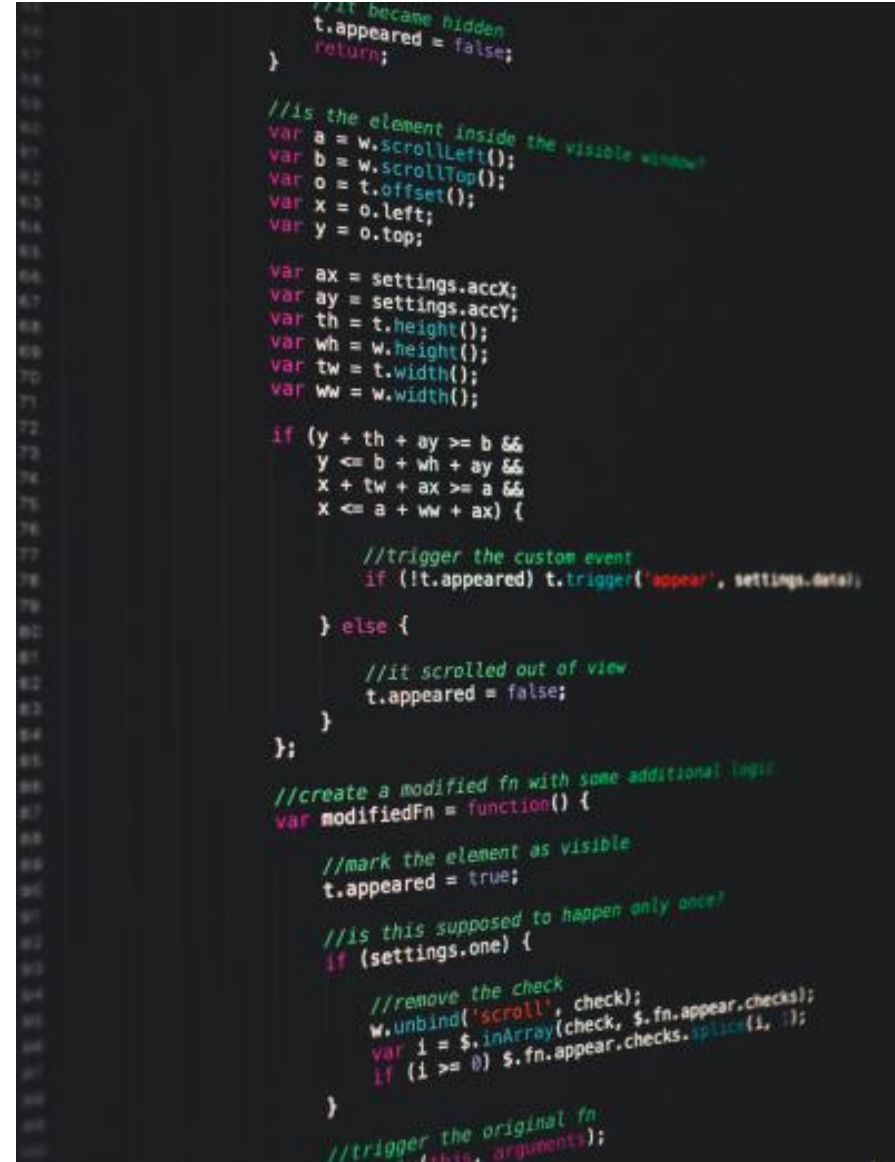 //it became hidden
t.appeared = false;
return;
}
//is the element inside the visible window?
var a = w.scrollLeft();
var b = w.scrollTop();
var o = t.offset();
var x = o.left;
var y = o.top;
var ax = settings.accX;
var ay = settings.accY;
var th = t.height();
var wh = w.height();
var tw = t.width();
var ww = w.width();
if (y + th + ay >= b &&
y <= b + wh + ay &&
x + tw + ax >= a &&
x <= a + ww + ax) {
//trigger the custom event
if (!t.appeared) t.trigger('appear', settings.data);
} else {
//it scrolled out of view
t.appeared = false;
}
};
//create a modified fn with some additional logic
var modifiedFn = function() {
//mark the element as visible
t.appeared = true;
//is this supposed to happen only once?
if (settings.one) {
//remove the check
w.unbind('scroll', check);
var i = $.inArray(check, $.fn.appear.checks);
if (i >= 0) $.fn.appear.checks.splice(i, 1);
}
//trigger the original fn
(this, arguments);